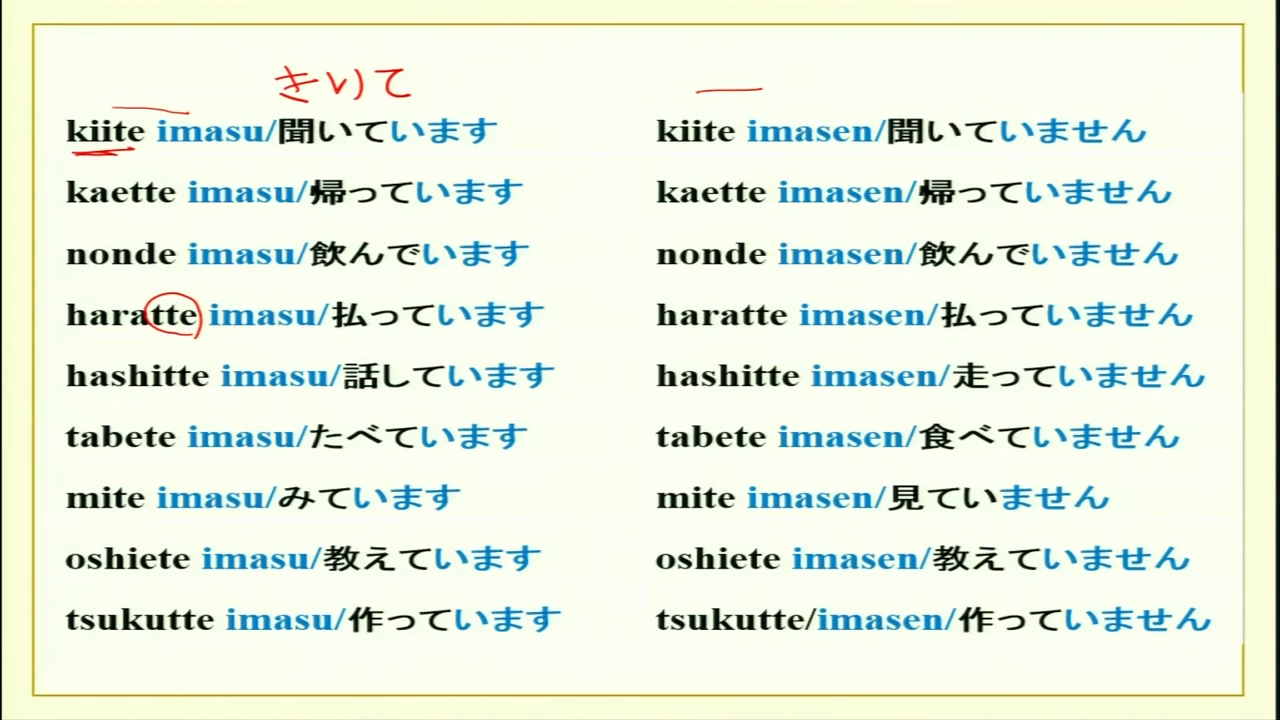 きいて
kiite imasu/聞いています
kaette imasu/帰っています
nonde imasu/飲んでいます
haratte imasu/払っています
hashitte imasu/話しています
tabete imasu/たべています
mite imasu/みています
oshiete imasu/教えています
tsukutte imasu/作っています
kiite imasen/聞いていません
kaette imasen/帰っていません
nonde imasen/飲んでいません
haratte imasen/払っていません
hashitte imasen/走っていません
tabete imasen/食べていません
mite imasen/見ていません
oshiete imasen/教えていません
tsukutte/imasen/作っていません